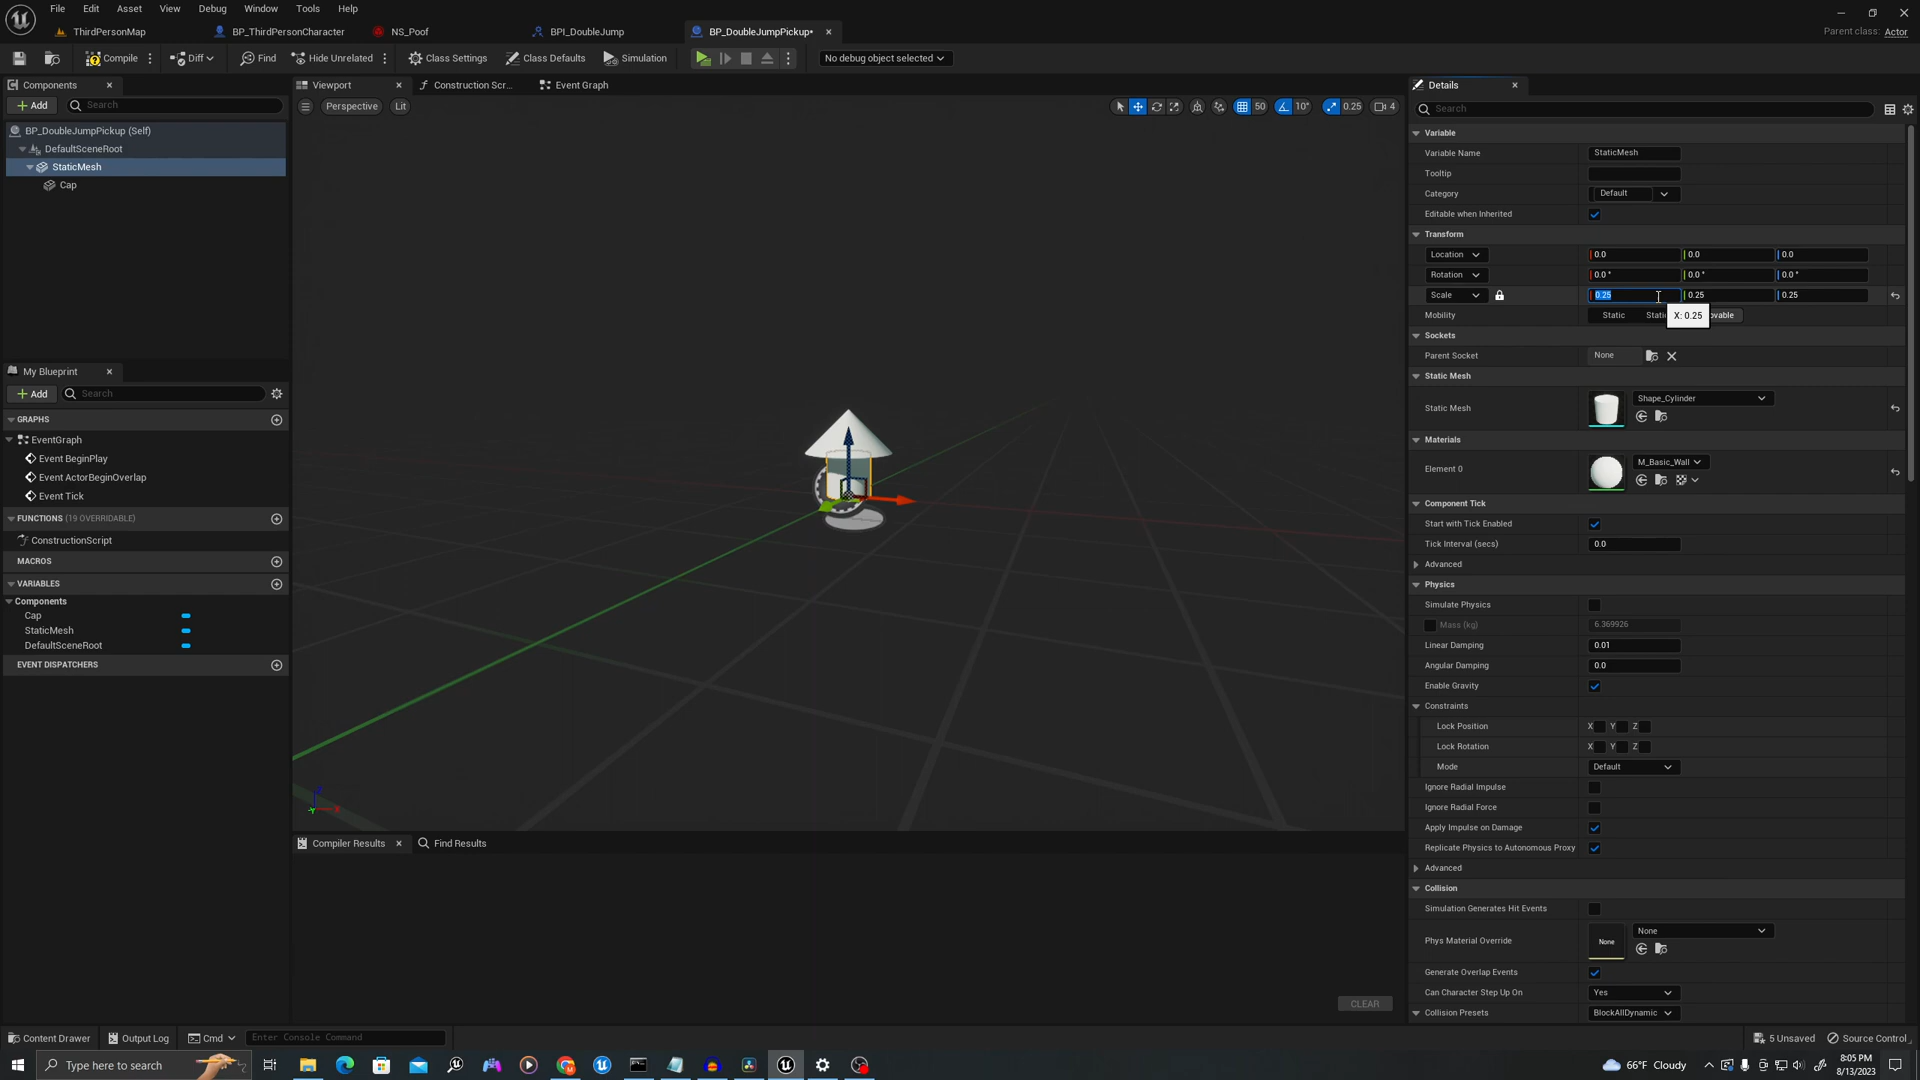 File Edit Asset View Debug Window Tools Help
ThirdPersonMap BP_ThirdPersonCharacter NS_Poof BPI_DoubleJump BP_DoubleJumpPickup* Parent class: Actor
Compile Diff Find Hide Unrelated Class Settings Class Defaults Simulation No debug object selected
Components Viewport Construction Scr... Event Graph Details
Add Search Perspective Lit 50 10° 0.25 4 Search
BP_DoubleJumpPickup (Self)
DefaultSceneRoot
StaticMesh
Cap
My Blueprint
Add Search
GRAPHS
EventGraph
Event BeginPlay
Event ActorBeginOverlap
Event Tick
FUNCTIONS (19 OVERRIDABLE)
ConstructionScript
MACROS
VARIABLES
Components
Cap
StaticMesh
DefaultSceneRoot
EVENT DISPATCHERS
Compiler Results Find Results
CLEAR
Variable
Variable Name StaticMesh
Tooltip
Category Default
Editable when Inherited
Transform
Location 0.0 0.0 0.0
Rotation 0.0 ° 0.0 ° 0.0 °
Scale 0.25 0.25 0.25
Mobility Static Static ovable
X: 0.25
Sockets
Parent Socket None
Static Mesh
Static Mesh Shape_Cylinder
Materials
Element 0 M_Basic_Wall
Component Tick
Start with Tick Enabled
Tick Interval (secs) 0.0
Advanced
Physics
Simulate Physics
Mass (kg) 6.369926
Linear Damping 0.01
Angular Damping 0.0
Enable Gravity
Constraints
Lock Position X Y Z
Lock Rotation X Y Z
Mode Default
Ignore Radial Impulse
Ignore Radial Force
Apply Impulse on Damage
Replicate Physics to Autonomous Proxy
Advanced
Collision
Simulation Generates Hit Events
Phys Material Override None None
Generate Overlap Events
Can Character Step Up On Yes
Collision Presets BlockAllDynamic
Content Drawer Output Log Cmd Enter Console Command 5 Unsaved Source Control
Type here to search 66°F Cloudy 8:05 PM
8/13/2023